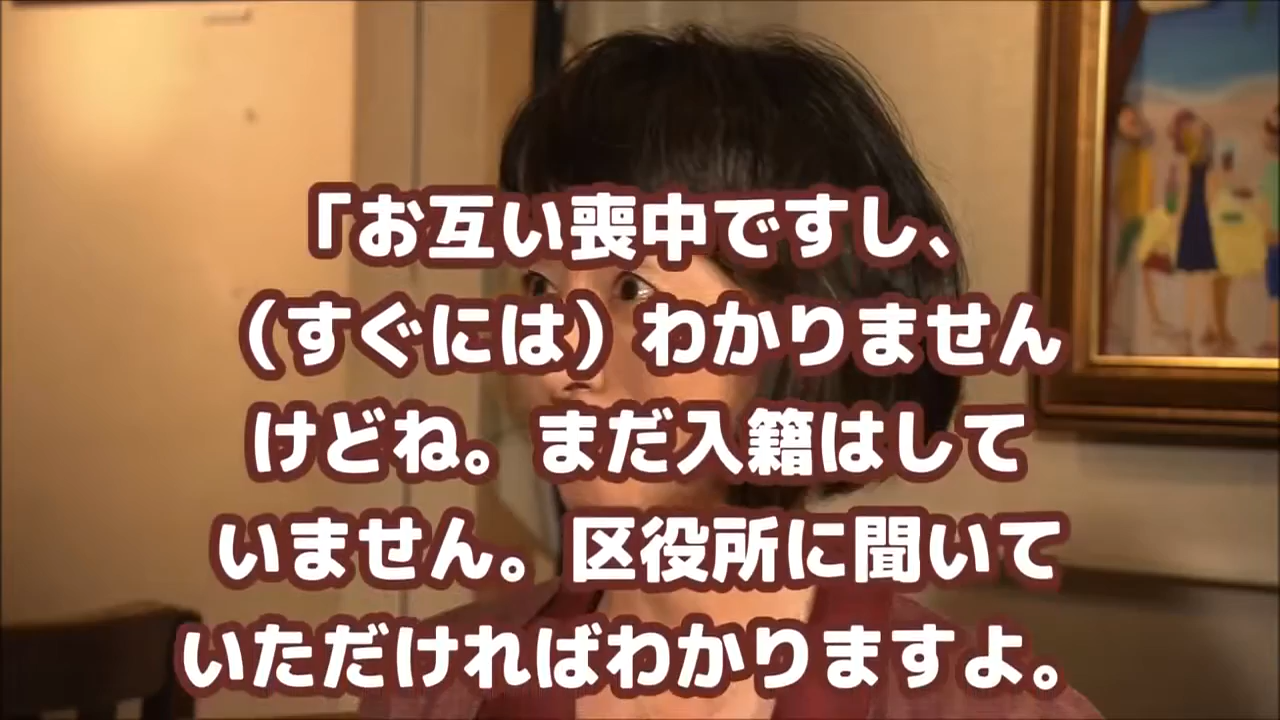 「お互い喪中ですし、
（すぐには）わかりません
けどね。まだ入籍はして
いません。区役所に聞いて
いただければわかりますよ。